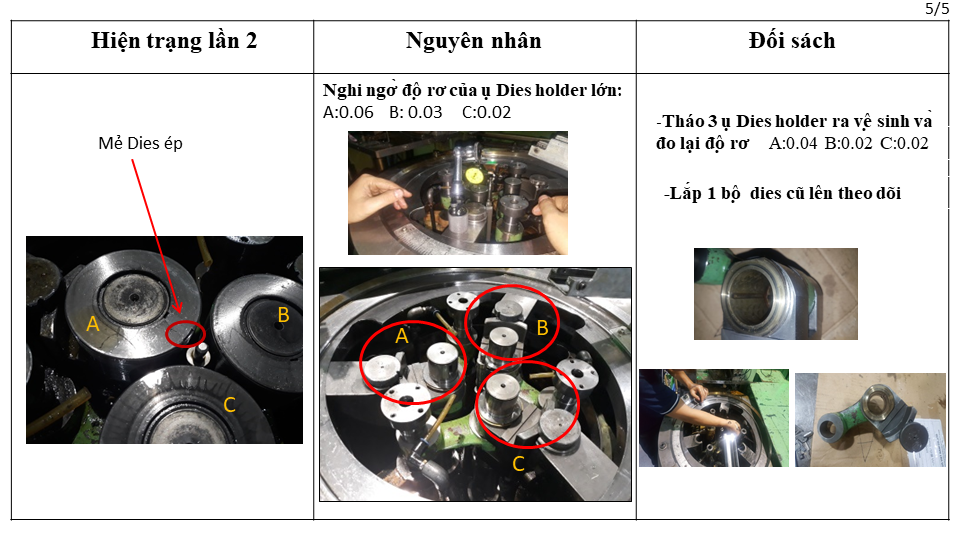 5/5
Hiện trạng lần 2
Nguyên nhân
Đối sách
Mẻ Dies ép
A
B
C
Nghi ngờ độ rơ của ụ Dies holder lớn:
A:0.06 B: 0.03 C:0.02
A
B
C
-Tháo 3 ụ Dies holder ra vệ sinh và
đo lại độ rơ A:0.04 B:0.02 C:0.02
-Lắp 1 bộ dies cũ lên theo dõi